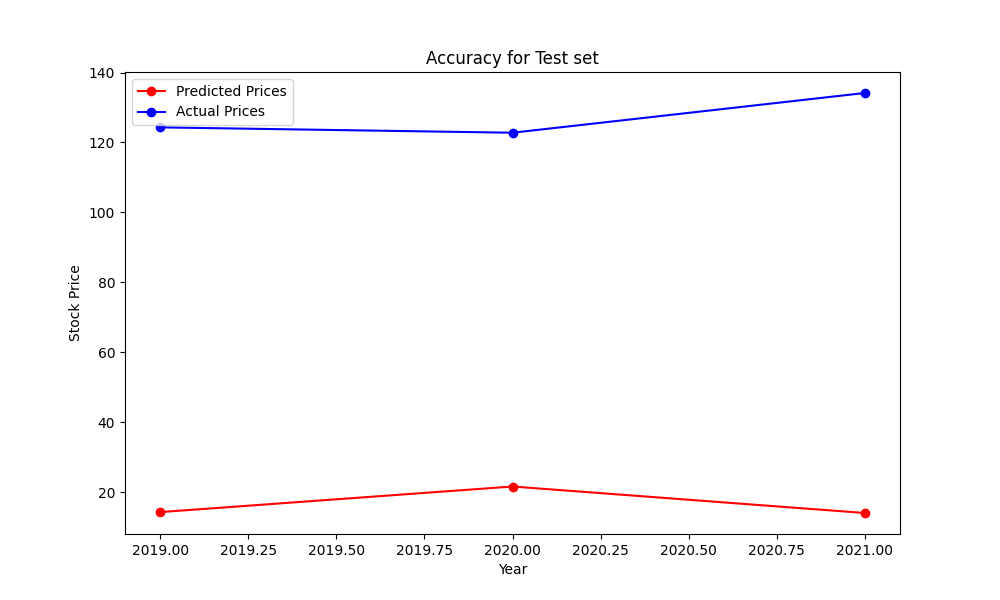 Accuracy for Test set
Predicted Prices
Actual Prices
140
120
100
80
60
40
20
Stock Price
2019.00 2019.25 2019.50 2019.75 2020.00 2020.25 2020.50 2020.75 2021.00
Year